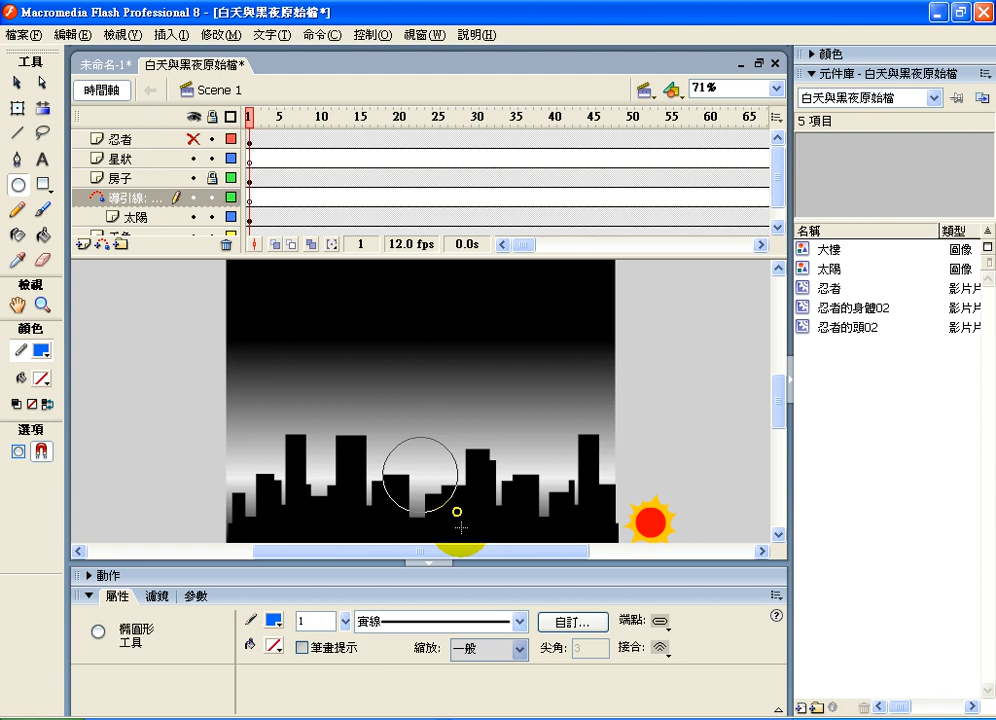 Macromedia Flash Professional 8 - [白天與黑夜原始檔*]
檔案(F) 編輯(E) 檢視(V) 插入(I) 修改(M) 文字(T) 命令(C) 控制(O) 視窗(W) 說明(H)
工具
檢視
顏色
選項
未命名-1* 白天與黑夜原始檔*
時間軸 Scene 1 71%
1 5 10 15 20 25 30 35 40 45 50 55 60 65
忍者
星狀
房子
導引線: ...
太陽
1 12.0 fps 0.0s
動作
屬性 濾鏡 參數
橢圓形
工具
1 實線 自訂... 端點:
筆畫提示 縮放: 一般 尖角: 3 接合:
顏色
元件庫 - 白天與黑夜原始檔
白天與黑夜原始檔
5 項目
名稱 類型
大樓 圖像
太陽 圖像
忍者 影片片
忍者的身體02 影片片
忍者的頭02 影片片